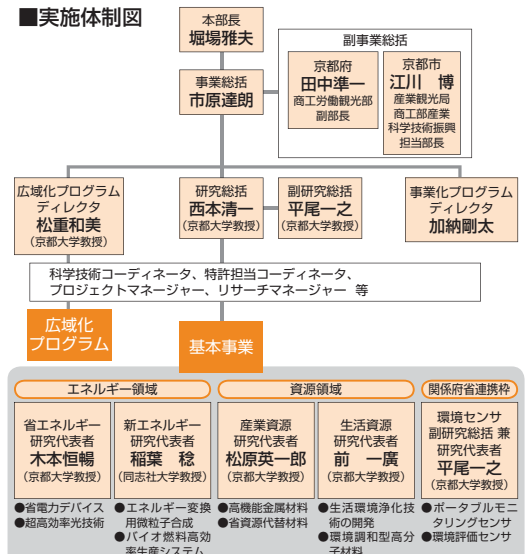 ■実施体制図
本部長
堀場雅夫
事業総括
市原達朗
副事業総括
京都府
田中準一
商工労働観光部
副部長
京都市
江川　博
産業観光局
商工部産業
科学技術振興
担当部長
広域化プログラム
ディレクタ
松重和美
(京都大学教授)
研究総括
西本清一
(京都大学教授)
副研究総括
平尾一之
(京都大学教授)
事業化プログラム
ディレクタ
加納剛太
科学技術コーディネータ、特許担当コーディネータ、
プロジェクトマネージャー、リサーチマネージャー 等
広域化
プログラム
基本事業
エネルギー領域
資源領域
関係府省連携枠
省エネルギー
研究代表者
木本恒暢
(京都大学教授)
新エネルギー
研究代表者
稲葉　稔
(同志社大学教授)
産業資源
研究代表者
松原英一郎
(京都大学教授)
生活資源
研究代表者
前　一廣
(京都大学教授)
環境センサ
副研究総括 兼
研究代表者
平尾一之
(京都大学教授)
●省電力デバイス
●超高効率光技術
●エネルギー変換
用微粒子合成
●バイオ燃料高効
率生産システム
●高機能金属材料
●省資源代替材料
●生活環境浄化技
術の開発
●環境調和型高分
子材料
●ポータブルモニ
タリングセンサ
●環境評価センサ